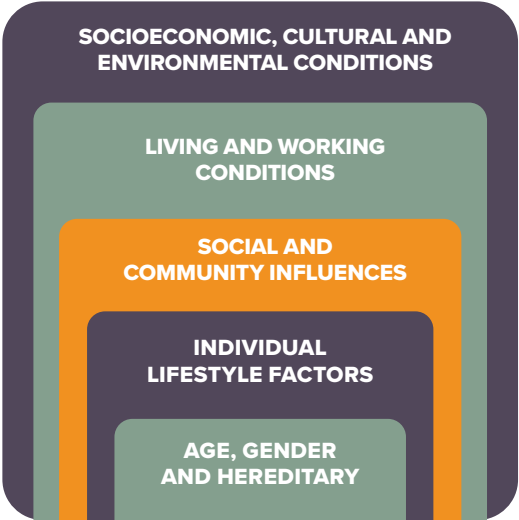 SOCIOECONOMIC, CULTURAL AND
ENVIRONMENTAL CONDITIONS
LIVING AND WORKING
CONDITIONS
SOCIAL AND
COMMUNITY INFLUENCES
INDIVIDUAL
LIFESTYLE FACTORS
AGE, GENDER
AND HEREDITARY